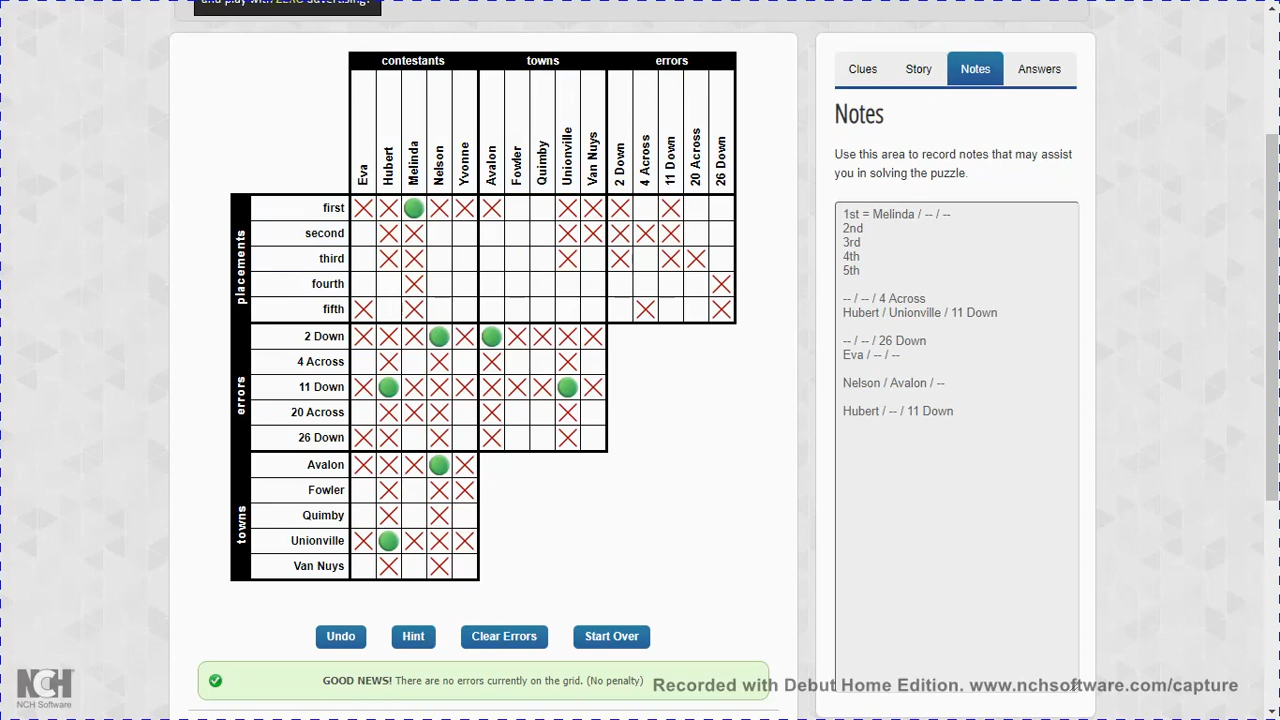 and play with ZERO advertising!
contestants towns errors
Eva Hubert Melinda Nelson Yvonne Avalon Fowler Quimby Unionville Van Nuys 2 Down 4 Across 11 Down 20 Across 26 Down
placements
first
second
third
fourth
fifth
errors
2 Down
4 Across
11 Down
20 Across
26 Down
towns
Avalon
Fowler
Quimby
Unionville
Van Nuys
Undo Hint Clear Errors Start Over
GOOD NEWS! There are no errors currently on the grid. (No penalty)
Clues Story Notes Answers
Notes
Use this area to record notes that may assist
you in solving the puzzle.
1st = Melinda / -- / --
2nd
3rd
4th
5th
-- / -- / 4 Across
Hubert / Unionville / 11 Down
-- / -- / 26 Down
Eva / -- / --
Nelson / Avalon / --
Hubert / -- / 11 Down
NCH
NCH Software
Recorded with Debut Home Edition. www.nchsoftware.com/capture